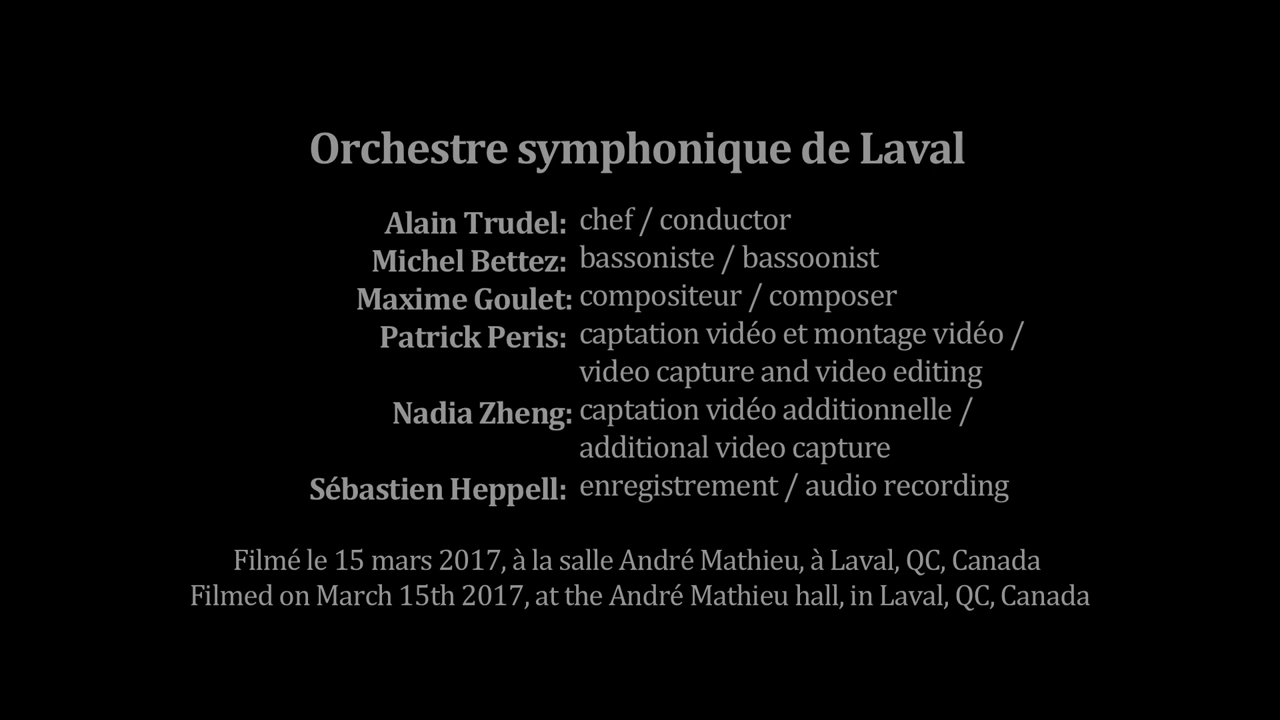 Orchestre symphonique de Laval
Alain Trudel: chef / conductor
Michel Bettez: bassoniste / bassoonist
Maxime Goulet: compositeur / composer
Patrick Peris: captation vidéo et montage vidéo /
video capture and video editing
Nadia Zheng: captation vidéo additionnelle /
additional video capture
Sébastien Heppell: enregistrement / audio recording
Filmé le 15 mars 2017, à la salle André Mathieu, à Laval, QC, Canada
Filmed on March 15th 2017, at the André Mathieu hall, in Laval, QC, Canada